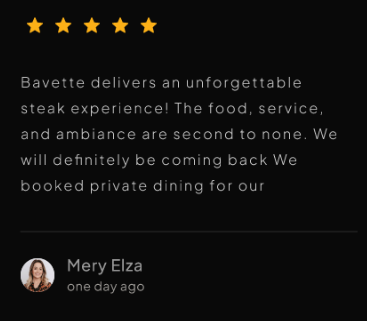 Bavette delivers an unforgettable
steak experience! The food, service,
and ambiance are second to none. We
will definitely be coming back We
booked private dining for our
Mery Elza
one day ago